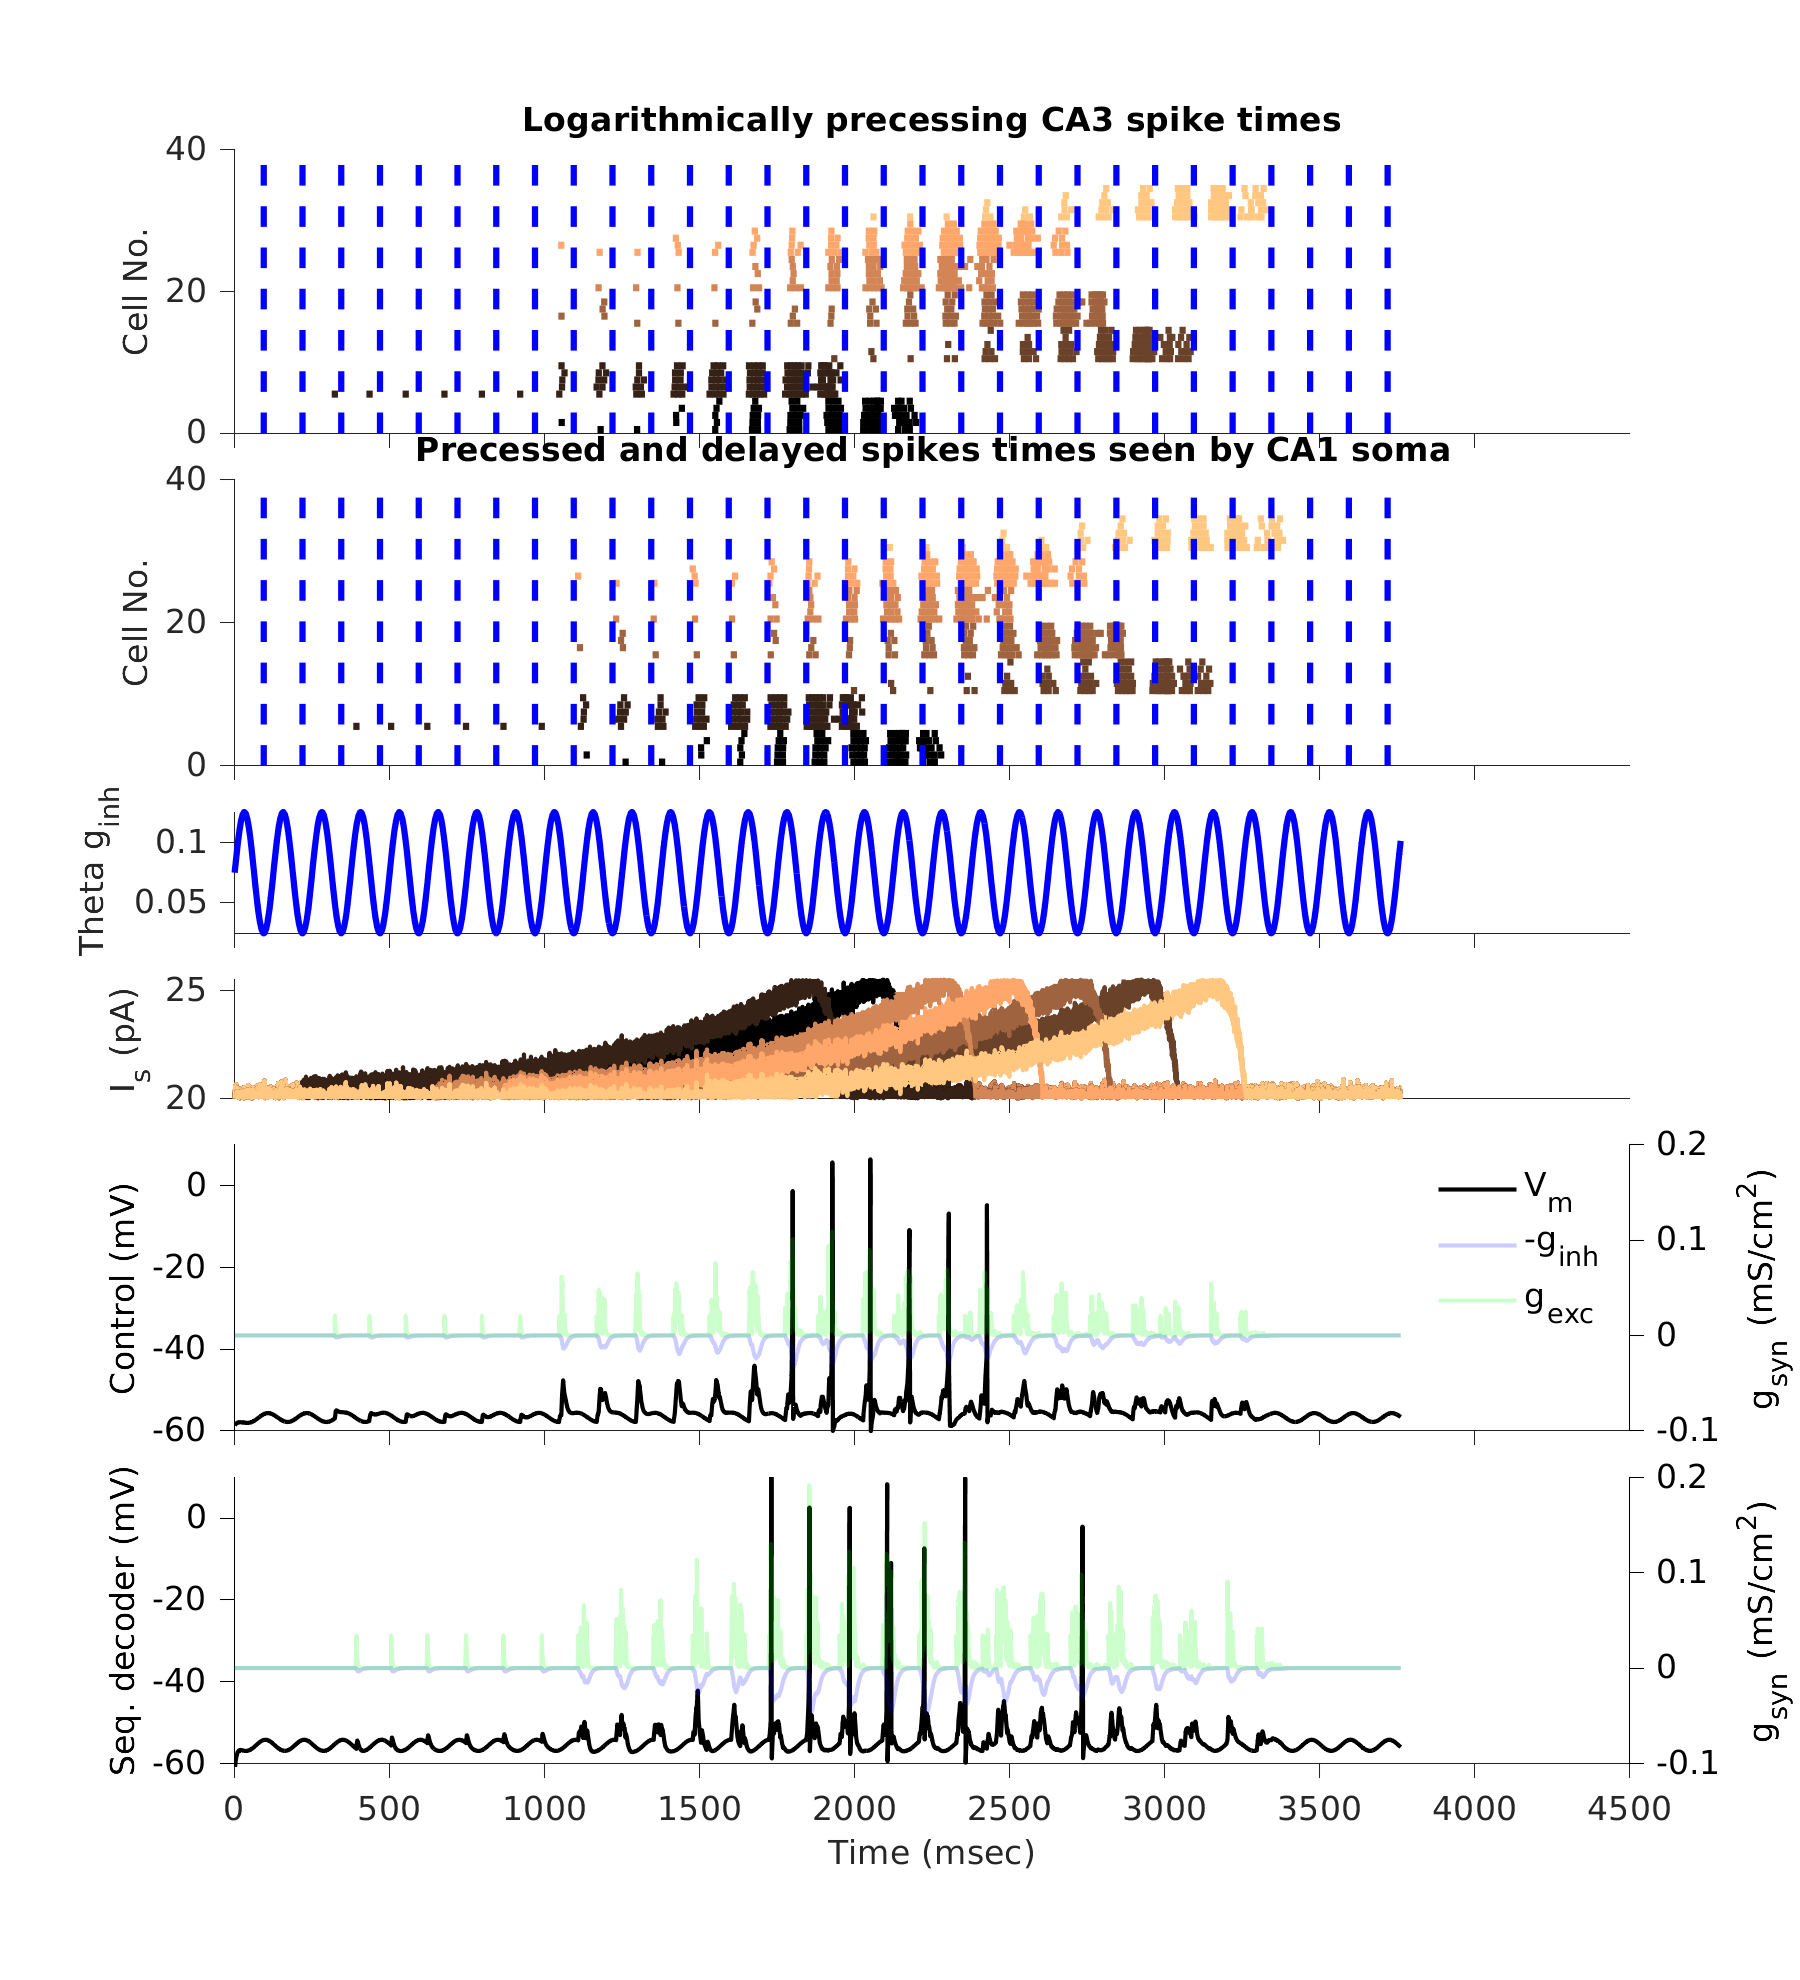 Logarithmically precessing CA3 spike times
40
20
0
Cell No.
Precessed and delayed spikes times seen by CA1 soma
40
20
0
Cell No.
0.1
0.05
Theta g_inh
25
20
I_s (pA)
0
-20
-40
-60
Control (mV)
V_m
-g_inh
g_exc
0.2
0.1
0
-0.1
g_syn (mS/cm^2)
0
-20
-40
-60
Seq. decoder (mV)
0.2
0.1
0
-0.1
g_syn (mS/cm^2)
0 500 1000 1500 2000 2500 3000 3500 4000 4500
Time (msec)